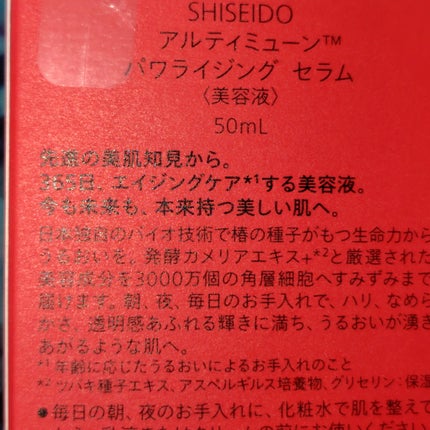 SHISEIDO
アルティミューン™
パワライジング セラム
〈美容液〉
50mL
先進の美肌知見から。
365日、エイジングケア*1する美容液。
今も未来も、本来持つ美しい肌へ。
日本独自のバイオ技術で椿の種子がもつ生命力から
うるおいを。発酵カメリアエキス+*2と厳選された
美容成分を3000万個の角層細胞へすみずみまで
届けます。朝、夜、毎日のお手入れで、ハリ、なめら
かさ、透明感あふれる輝きに満ち、うるおいが湧き
あがるような肌へ。
*1 年齢に応じたうるおいによるお手入れのこと
*2 ツバキ種子エキス、アスペルギルス培養物、グリセリン：保湿
●毎日の朝、夜のお手入れに、化粧水で肌を整えて